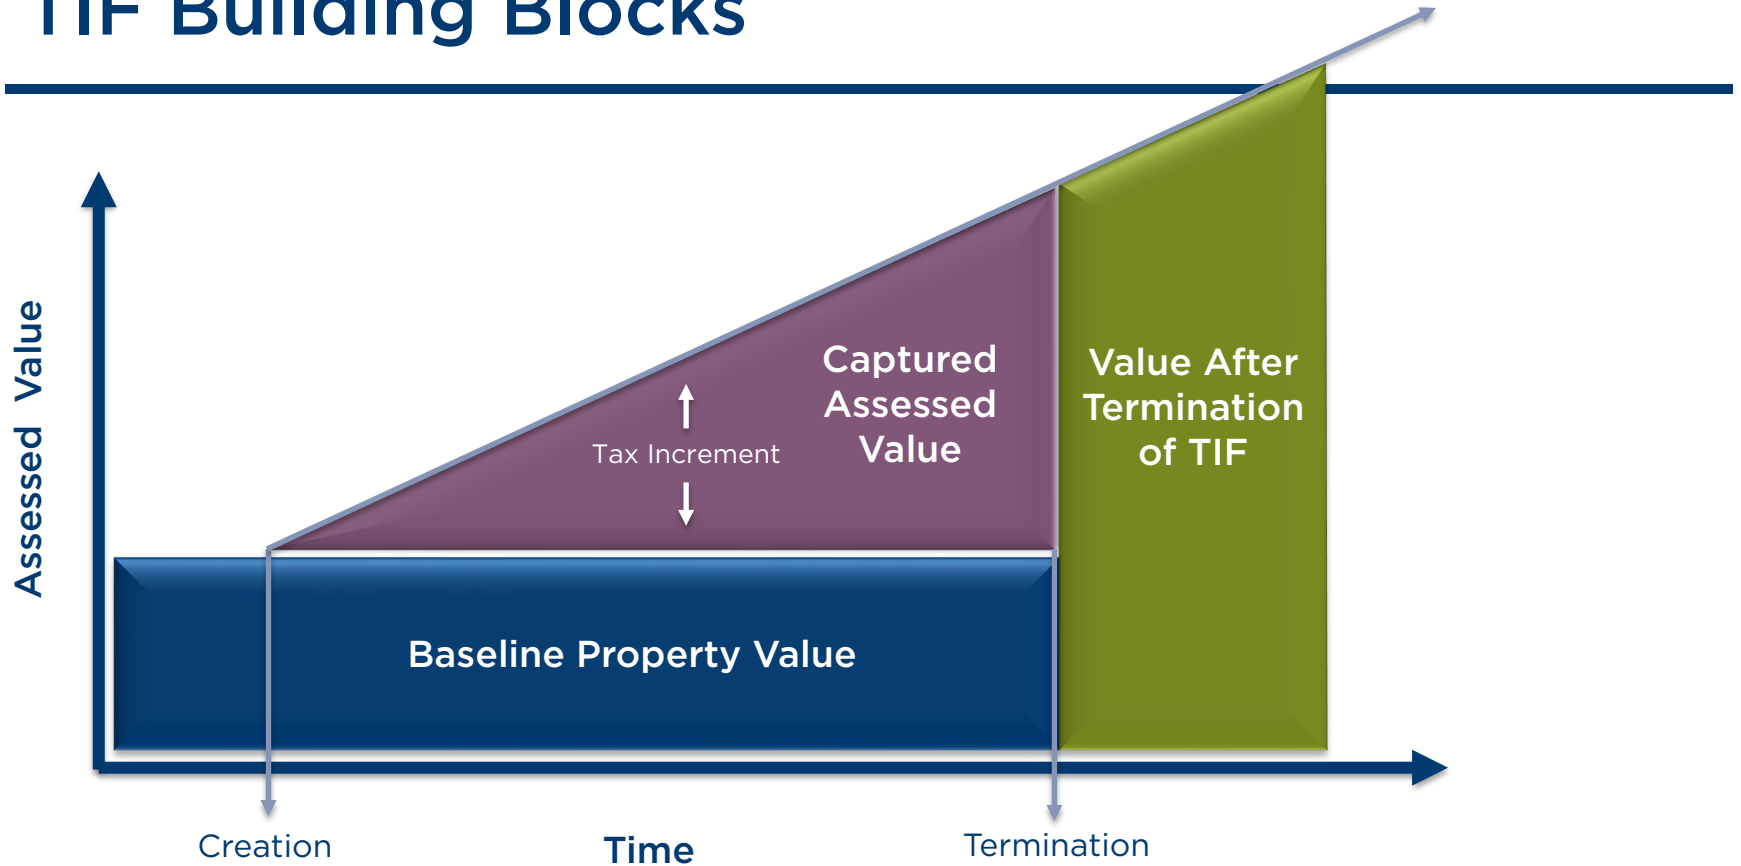 TIF Building Blocks
Assessed Value
Captured
Assessed
Value
Tax Increment
Value After
Termination
of TIF
Baseline Property Value
Creation
Time
Termination